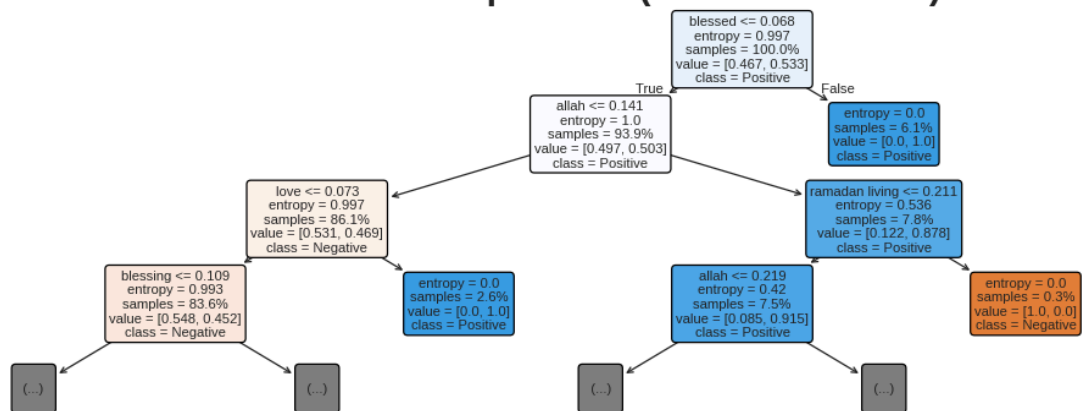 blessed <= 0.068
entropy = 0.997
samples = 100.0%
value = [0.467, 0.533]
class = Positive
True
False
allah <= 0.141
entropy = 1.0
samples = 93.9%
value = [0.497, 0.503]
class = Positive
entropy = 0.0
samples = 6.1%
value = [0.0, 1.0]
class = Positive
love <= 0.073
entropy = 0.997
samples = 86.1%
value = [0.531, 0.469]
class = Negative
ramadan living <= 0.211
entropy = 0.536
samples = 7.8%
value = [0.122, 0.878]
class = Positive
blessing <= 0.109
entropy = 0.993
samples = 83.6%
value = [0.548, 0.452]
class = Negative
entropy = 0.0
samples = 2.6%
value = [0.0, 1.0]
class = Positive
allah <= 0.219
entropy = 0.42
samples = 7.5%
value = [0.085, 0.915]
class = Positive
entropy = 0.0
samples = 0.3%
value = [1.0, 0.0]
class = Negative
(...)
(...)
(...)
(...)